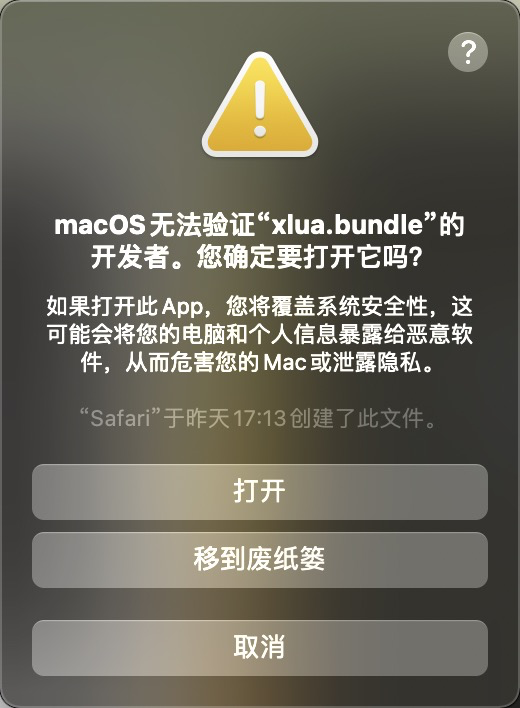 ?
macOS 无法验证“xlua.bundle”的
开发者。您确定要打开它吗？
如果打开此 App，您将覆盖系统安全性，这
可能会将您的电脑和个人信息暴露给恶意软
件，从而危害您的 Mac 或泄露隐私。
“Safari”于昨天 17:13 创建了此文件。
打开
移到废纸篓
取消